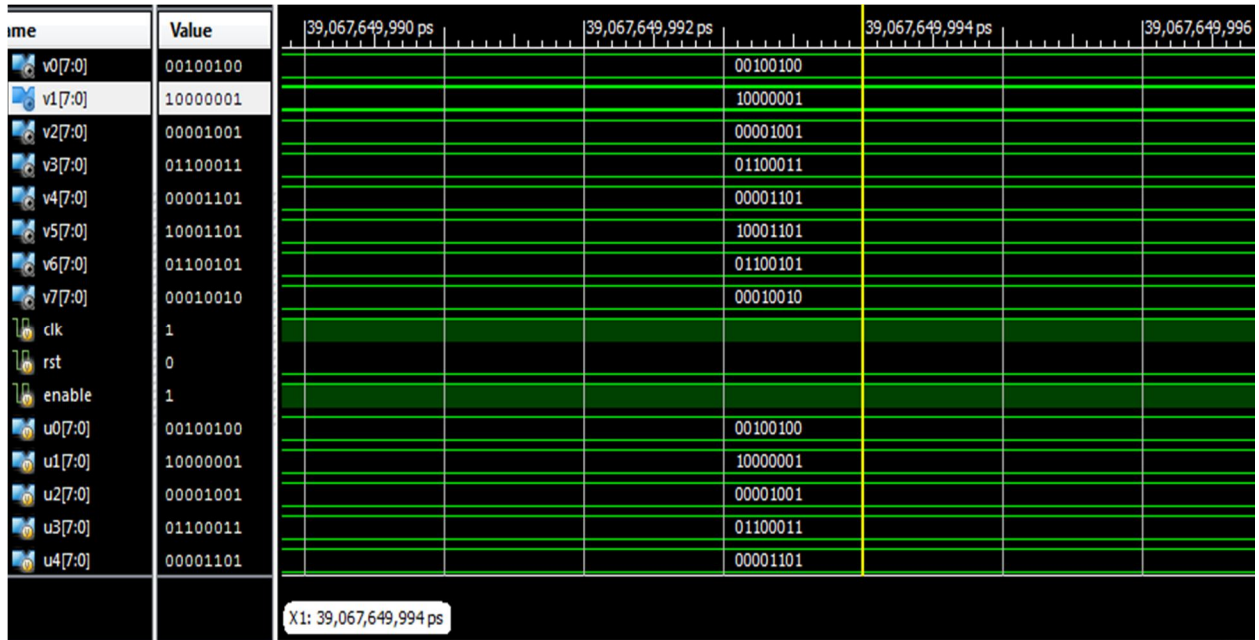 ame Value 39,067,649,990 ps 39,067,649,992 ps 39,067,649,994 ps 39,067,649,996
v0[7:0] 00100100 00100100
v1[7:0] 10000001 10000001
v2[7:0] 00001001 00001001
v3[7:0] 01100011 01100011
v4[7:0] 00001101 00001101
v5[7:0] 10001101 10001101
v6[7:0] 01100101 01100101
v7[7:0] 00010010 00010010
clk 1
rst 0
enable 1
u0[7:0] 00100100 00100100
u1[7:0] 10000001 10000001
u2[7:0] 00001001 00001001
u3[7:0] 01100011 01100011
u4[7:0] 00001101 00001101
X1: 39,067,649,994 ps